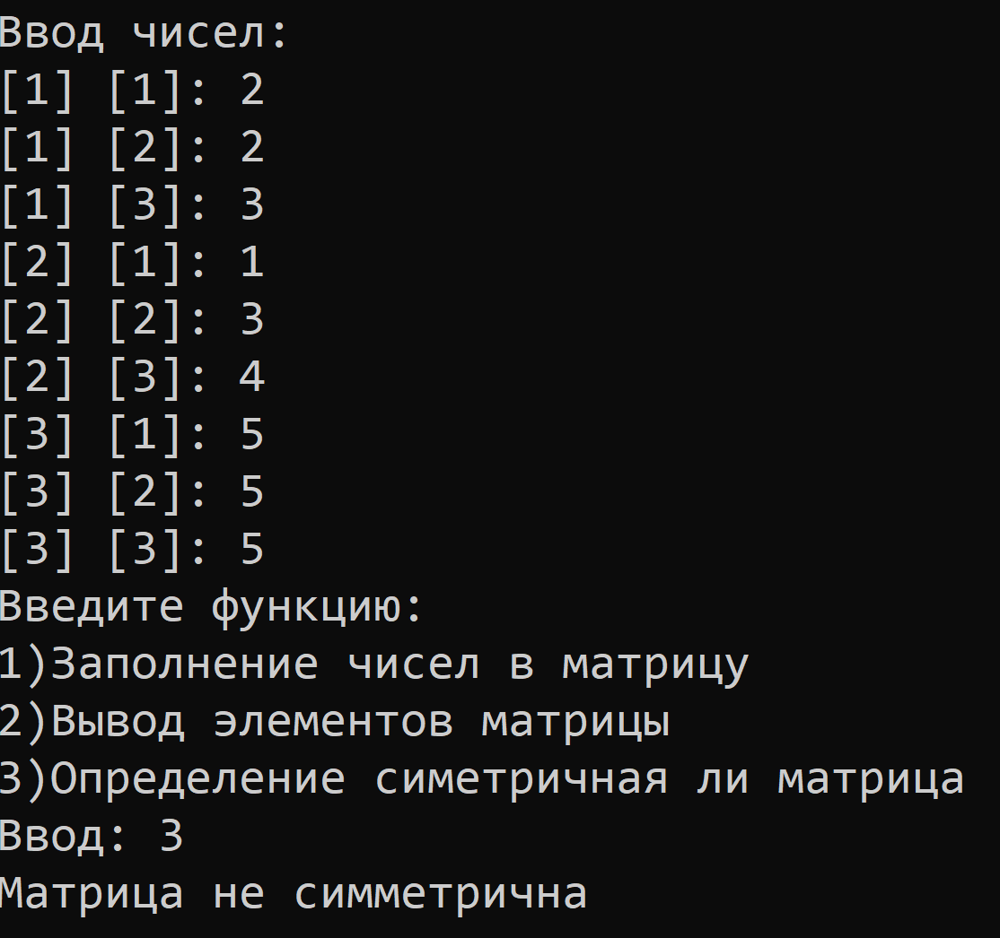 Ввод чисел:
[1] [1]: 2
[1] [2]: 2
[1] [3]: 3
[2] [1]: 1
[2] [2]: 3
[2] [3]: 4
[3] [1]: 5
[3] [2]: 5
[3] [3]: 5
Введите функцию:
1)Заполнение чисел в матрицу
2)Вывод элементов матрицы
3)Определение симетричная ли матрица
Ввод: 3
Матрица не симметрична